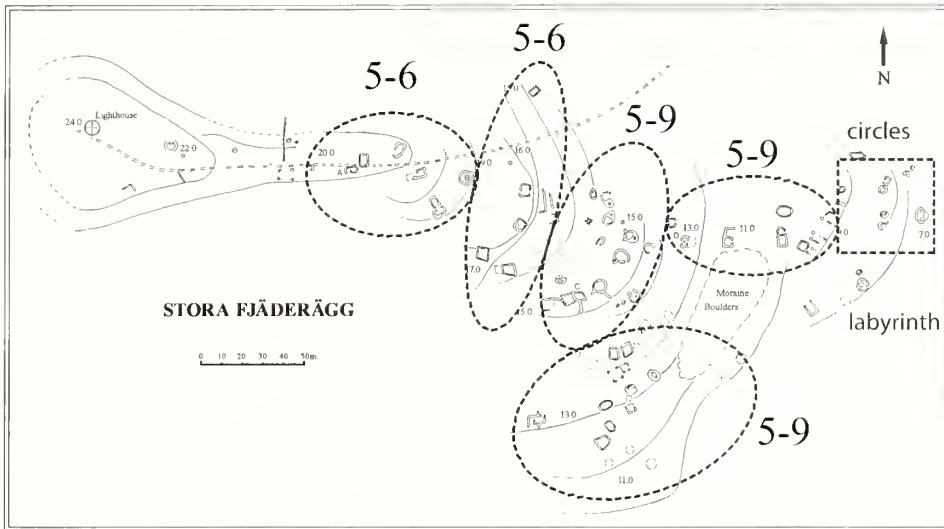 5-6
5-6
5-9
5-9
N
circles
Lighthouse
24.0
22.0
20.0
A
16.0
15.0
13.0
11.0
7.0
C
15.0
Moraine
Boulders
STORA FJÄDERÄGG
0 10 20 30 40 50m.
labyrinth
13.0
11.0
5-9